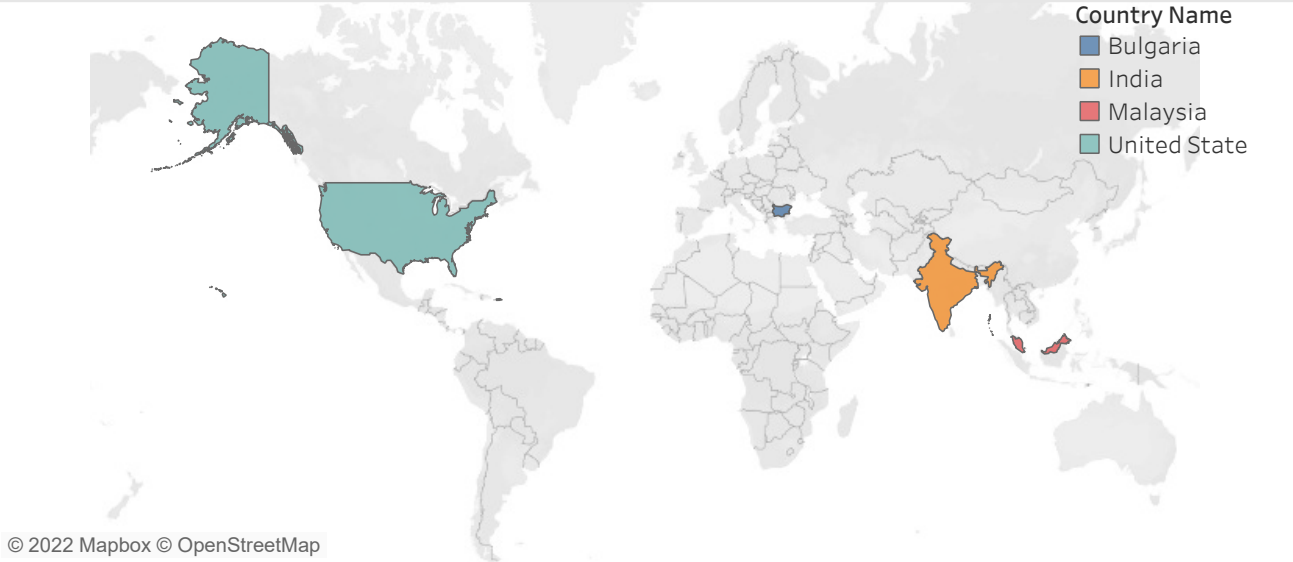 Country Name
Bulgaria
India
Malaysia
United State
© 2022 Mapbox © OpenStreetMap